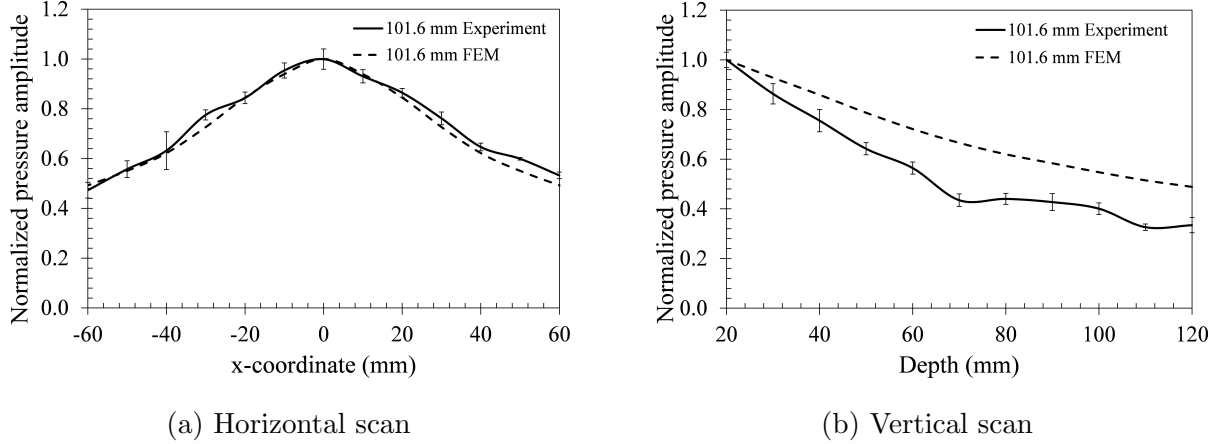 1.2
1.0
0.8
0.6
0.4
0.2
0.0
Normalized pressure amplitude
101.6 mm Experiment
101.6 mm FEM
-60 -40 -20 0 20 40 60
x-coordinate (mm)
(a) Horizontal scan
1.2
1.0
0.8
0.6
0.4
0.2
0.0
Normalized pressure amplitude
101.6 mm Experiment
101.6 mm FEM
20 40 60 80 100 120
Depth (mm)
(b) Vertical scan